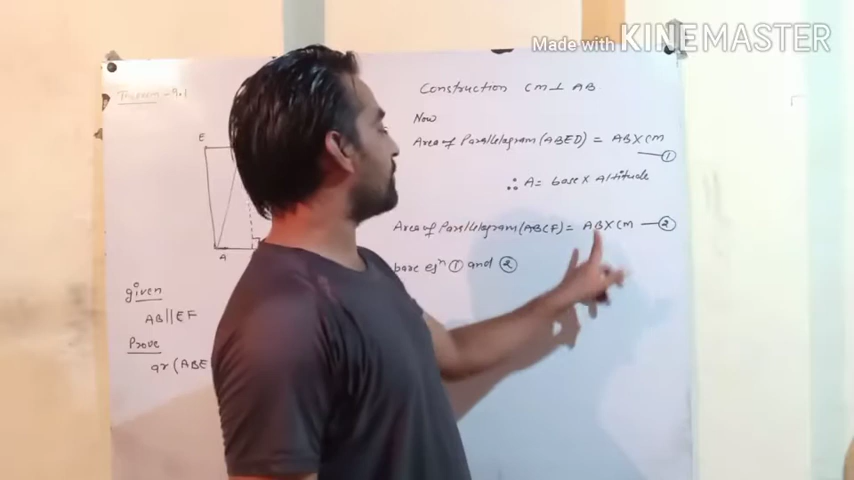 Made with KINEMASTER
Theorem-9.1
E
A
given
AB||EF
Prove
ar(ABE
Construction CM⊥ AB.
Now
Area of Parallelogram (ABED) = AB×CM
—①
∴ A= base× Altitude
Area of Parallelogram (ABCF)= AB×CM —②
pare eqⁿ ① and ②